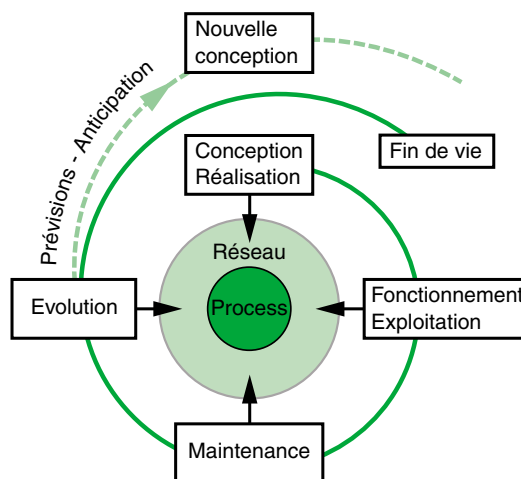 Nouvelle
conception
Prévisions - Anticipation
Fin de vie
Conception
Réalisation
Réseau
Process
Evolution
Fonctionnement
Exploitation
Maintenance